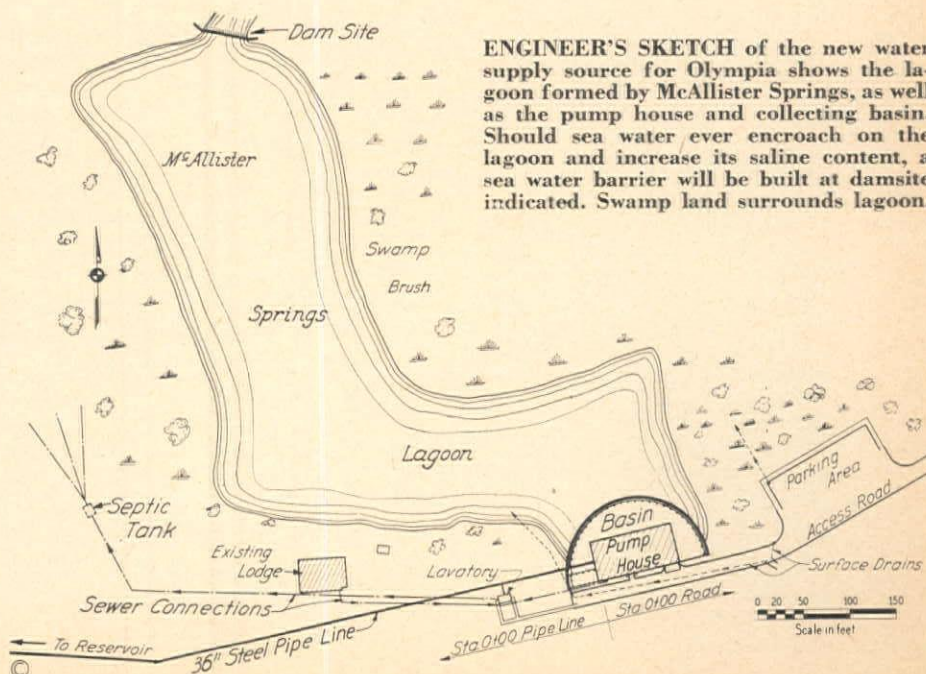 Dam Site
ENGINEER'S SKETCH of the new water
supply source for Olympia shows the la-
goon formed by McAllister Springs, as well
as the pump house and collecting basin.
Should sea water ever encroach on the
lagoon and increase its saline content, a
sea water barrier will be built at damsite
indicated. Swamp land surrounds lagoon.
McAllister
Swamp
Brush
Springs
Lagoon
Parking
Area
Access Road
Septic
Tank
Basin
Pump
House
Existing
Lodge
Lavatory
Surface Drains
Sewer Connections
Sta. 0+00 Road
Sta. 0+00 Pipe Line
0 20 50 100 150
Scale in feet
To Reservoir
36" Steel Pipe Line
©